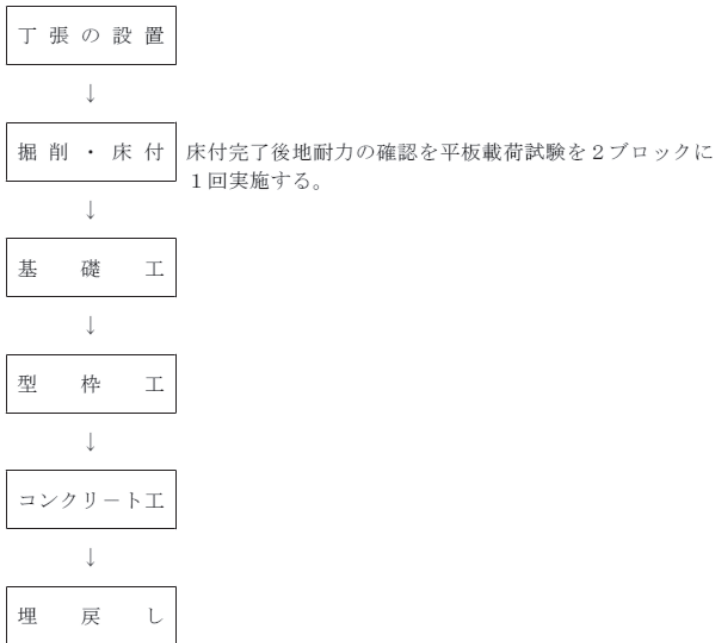 丁張の設置
↓
掘削・床付
床付完了後地耐力の確認を平板載荷試験を２ブロックに
１回実施する。
↓
基礎工
↓
型枠工
↓
コンクリート工
↓
埋戻し